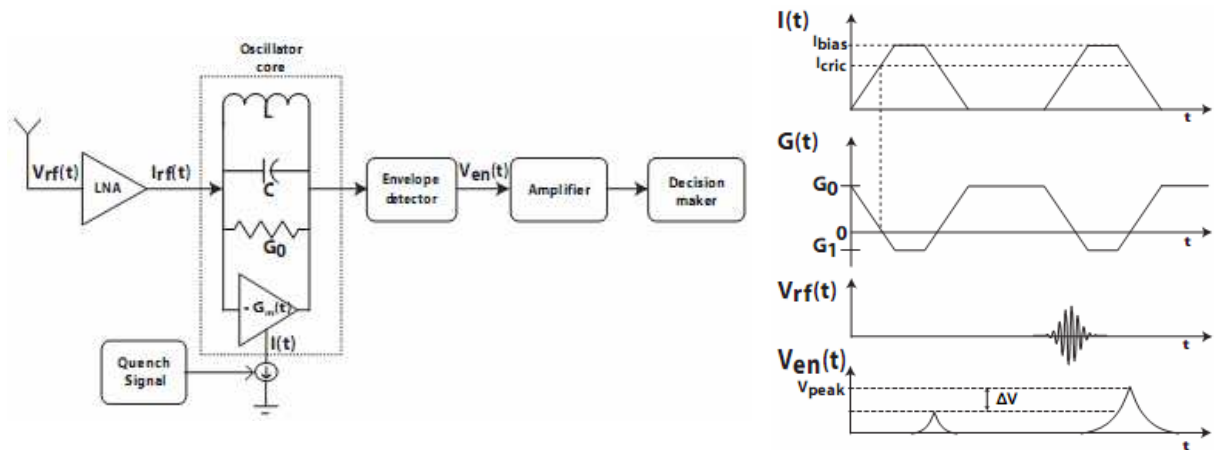 Oscillator
core
L
C
G0
- Gm(t)
I(t)
Vrf(t)
LNA
Irf(t)
Envelope
detector
Ven(t)
Amplifier
Decision
maker
Quench
Signal
I(t)
Ibias
Icric
t
G(t)
G0
0
G1
t
Vrf(t)
t
Ven(t)
Vpeak
ΔV
t